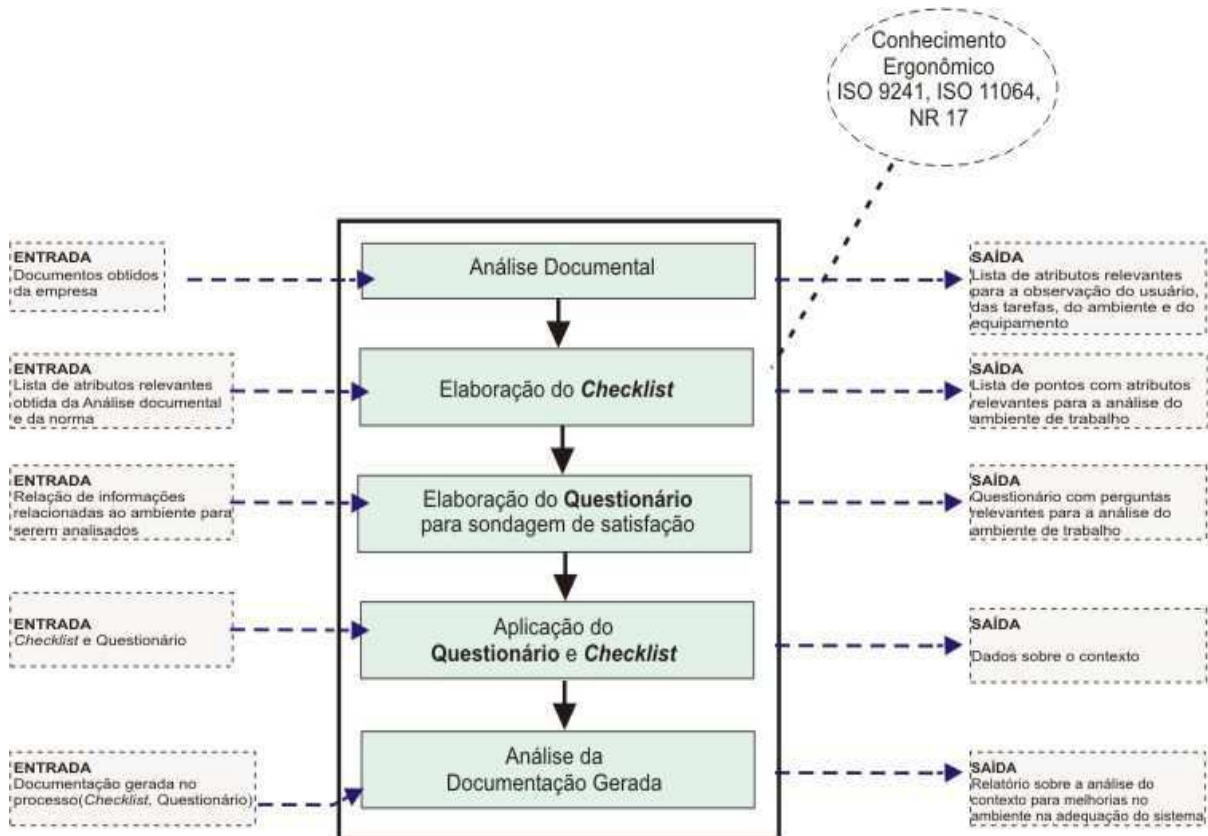 Conhecimento
Ergonômico
ISO 9241, ISO 11064,
NR 17
ENTRADA
Documentos obtidos
da empresa
Análise Documental
SAÍDA
Lista de atributos relevantes
para a observação do usuário,
das tarefas, do ambiente e do
equipamento
ENTRADA
Lista de atributos relevantes
obtida da Análise documental
e da norma
Elaboração do Checklist
SAÍDA
Lista de pontos com atributos
relevantes para a análise do
ambiente de trabalho
ENTRADA
Relação de informações
relacionadas ao ambiente para
serem analisados
Elaboração do Questionário
para sondagem de satisfação
SAÍDA
Questionário com perguntas
relevantes para a análise do
ambiente de trabalho
ENTRADA
Checklist e Questionário
Aplicação do
Questionário e Checklist
SAÍDA
Dados sobre o contexto
ENTRADA
Documentação gerada no
processo(Checklist, Questionário)
Análise da
Documentação Gerada
SAÍDA
Relatório sobre a análise do
contexto para melhorias no
ambiente na adequação do sistema